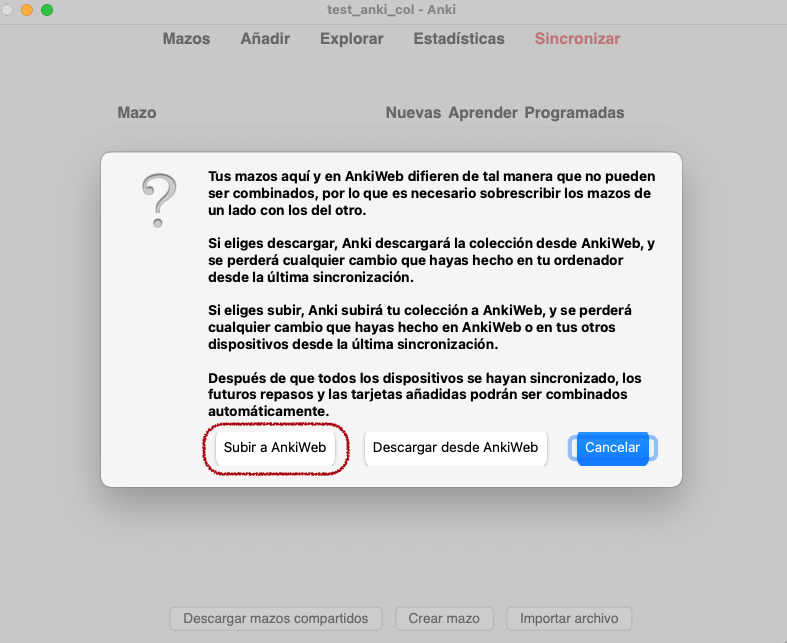 test_anki_col - Anki
Mazos Añadir Explorar Estadísticas Sincronizar
Mazo Nuevas Aprender Programadas
Tus mazos aquí y en AnkiWeb difieren de tal manera que no pueden
ser combinados, por lo que es necesario sobrescribir los mazos de
un lado con los del otro.
Si eliges descargar, Anki descargará la colección desde AnkiWeb, y
se perderá cualquier cambio que hayas hecho en tu ordenador
desde la última sincronización.
Si eliges subir, Anki subirá tu colección a AnkiWeb, y se perderá
cualquier cambio que hayas hecho en AnkiWeb o en tus otros
dispositivos desde la última sincronización.
Después de que todos los dispositivos se hayan sincronizado, los
futuros repasos y las tarjetas añadidas podrán ser combinados
automáticamente.
Subir a AnkiWeb Descargar desde AnkiWeb Cancelar
Descargar mazos compartidos Crear mazo Importar archivo